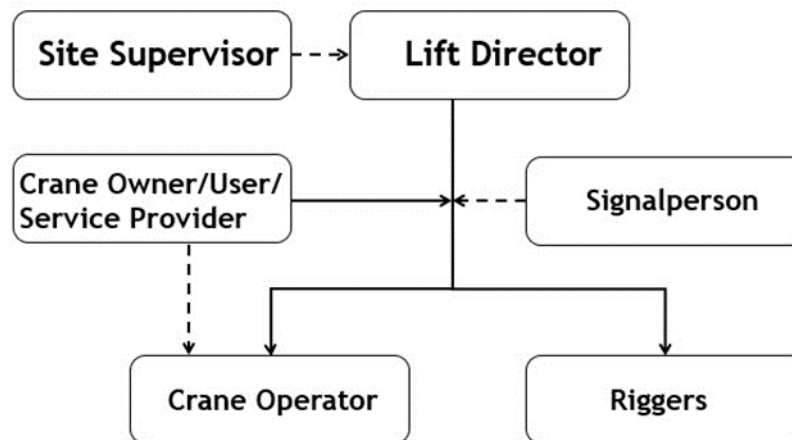 Site Supervisor
Lift Director
Crane Owner/User/
Service Provider
Signalperson
Crane Operator
Riggers